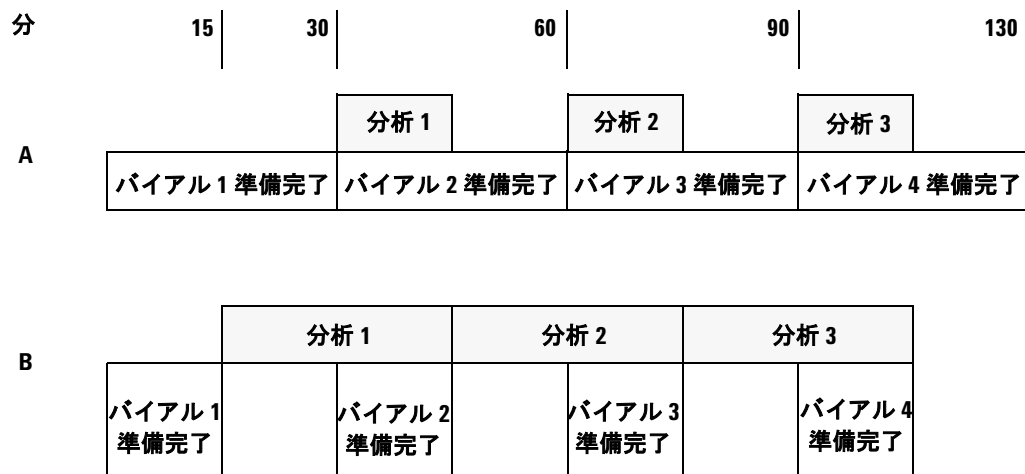 分 15 30 60 90 130
分析 1 分析 2 分析 3
A
バイアル 1 準備完了 バイアル 2 準備完了 バイアル 3 準備完了 バイアル 4 準備完了
分析 1 分析 2 分析 3
B
バイアル 1 バイアル 2 バイアル 3 バイアル 4
準備完了 準備完了 準備完了 準備完了